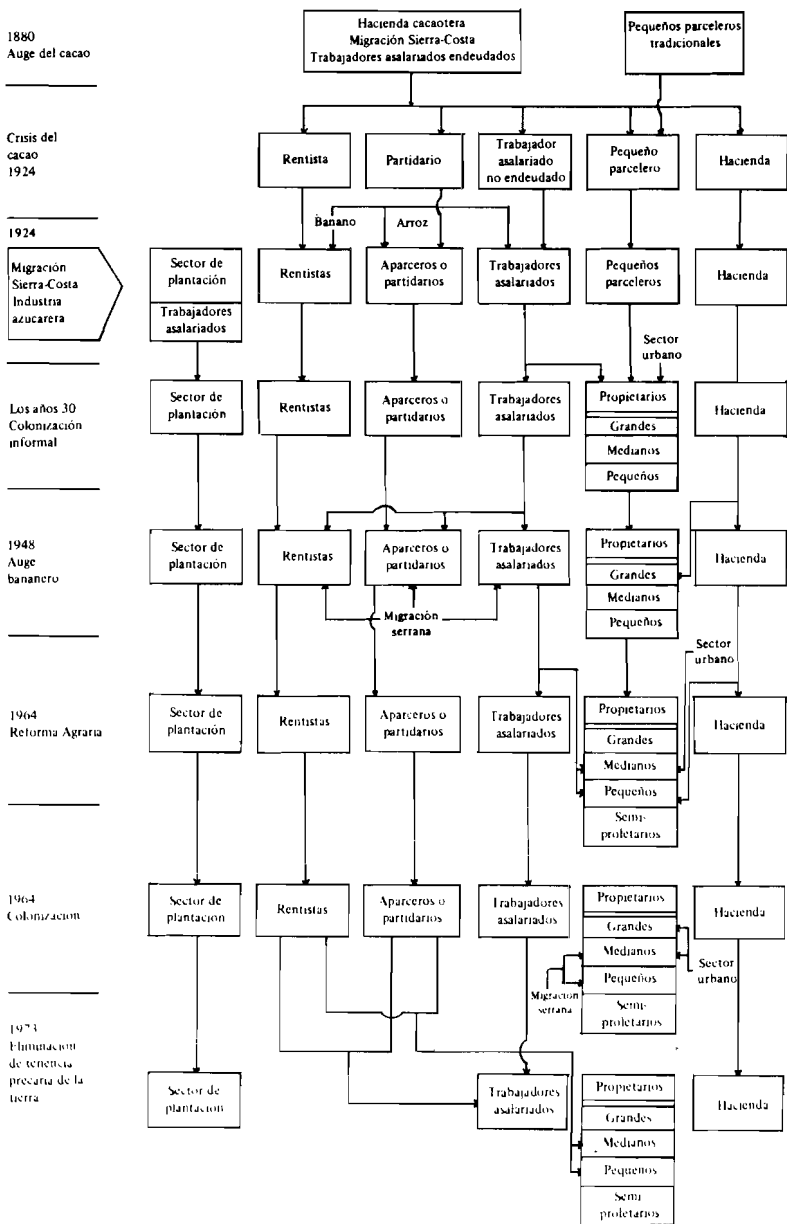 1880
Auge del cacao
Hacienda cacaotera
Migración Sierra-Costa
Trabajadores asalariados endeudados
Pequeños parceleros
tradicionales
Crisis del
cacao
1924
Rentista
Partidario
Trabajador
asalariado
no endeudado
Pequeño
parcelero
Hacienda
1924
Banano
Arroz
Migración
Sierra-Costa
Industria
azucarera
Sector de
plantación
Trabajadores
asalariados
Rentistas
Aparceros o
partidarios
Trabajadores
asalariados
Pequeños
parceleros
Hacienda
Sector
urbano
Los años 30
Colonización
informal
Sector de
plantación
Rentistas
Aparceros o
partidarios
Trabajadores
asalariados
Propietarios
Grandes
Medianos
Pequeños
Hacienda
1948
Auge
bananero
Sector de
plantación
Rentistas
Aparceros o
partidarios
Trabajadores
asalariados
Propietarios
Grandes
Medianos
Pequeños
Hacienda
Migración
serrana
Sector
urbano
1964
Reforma Agraria
Sector de
plantación
Rentistas
Aparceros o
partidarios
Trabajadores
asalariados
Propietarios
Grandes
Medianos
Pequeños
Semi-
proletarios
Hacienda
1964
Colonizacion
Sector de
plantación
Rentistas
Aparceros o
partidarios
Trabajadores
asalariados
Propietarios
Grandes
Medianos
Pequeños
Semi-
proletarios
Hacienda
Migración
serrana
Sector
urbano
1973
Eliminación
de tenencia
precaria de la
tierra
Sector de
plantación
Trabajadores
asalariados
Propietarios
Grandes
Medianos
Pequeños
Semi
proletarios
Hacienda